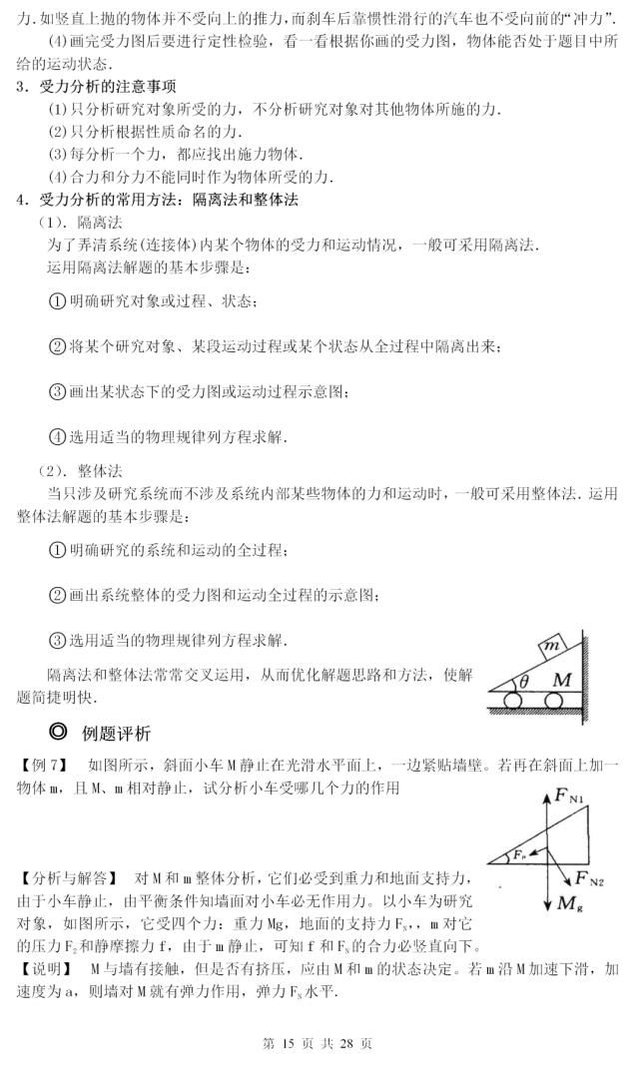 力.如竖直上抛的物体并不受向上的推力,而刹车后靠惯性滑行的汽车也不受向前的“冲力”.
(4)画完受力图后要进行定性检验，看一看根据你画的受力图，物体能否处于题目中所
给的运动状态.
3．受力分析的注意事项
(1)只分析研究对象所受的力，不分析研究对象对其他物体所施的力.
(2)只分析根据性质命名的力.
(3)每分析一个力，都应找出施力物体.
(4)合力和分力不能同时作为物体所受的力.
4．受力分析的常用方法：隔离法和整体法
（1）．隔离法
为了弄清系统(连接体)内某个物体的受力和运动情况，一般可采用隔离法.
运用隔离法解题的基本步骤是：
①明确研究对象或过程、状态；
②将某个研究对象、某段运动过程或某个状态从全过程中隔离出来；
③画出某状态下的受力图或运动过程示意图；
④选用适当的物理规律列方程求解.
（2）．整体法
当只涉及研究系统而不涉及系统内部某些物体的力和运动时，一般可采用整体法.运用
整体法解题的基本步骤是：
①明确研究的系统和运动的全过程；
②画出系统整体的受力图和运动全过程的示意图；
③选用适当的物理规律列方程求解.
隔离法和整体法常常交叉运用，从而优化解题思路和方法，使解
题简捷明快.
m
θ M
◎ 例题评析
【例 7】 如图所示，斜面小车 M 静止在光滑水平面上，一边紧贴墙壁。若再在斜面上加一
物体 m，且 M、m 相对静止，试分析小车受哪几个力的作用
FN1
FN2
Mg
【分析与解答】 对 M 和 m 整体分析，它们必受到重力和地面支持力，
由于小车静止，由平衡条件知墙面对小车必无作用力。以小车为研究
对象，如图所示，它受四个力：重力 Mg，地面的支持力 F，，m 对它
的压力 F2和静摩擦力 f，由于 m 静止，可知 f 和 FN的合力必竖直向下。
【说明】 M 与墙有接触，但是否有挤压，应由 M 和 m 的状态决定。若 m 沿 M 加速下滑，加
速度为 a，则墙对 M 就有弹力作用，弹力 FN水平.
第 15 页 共 28 页